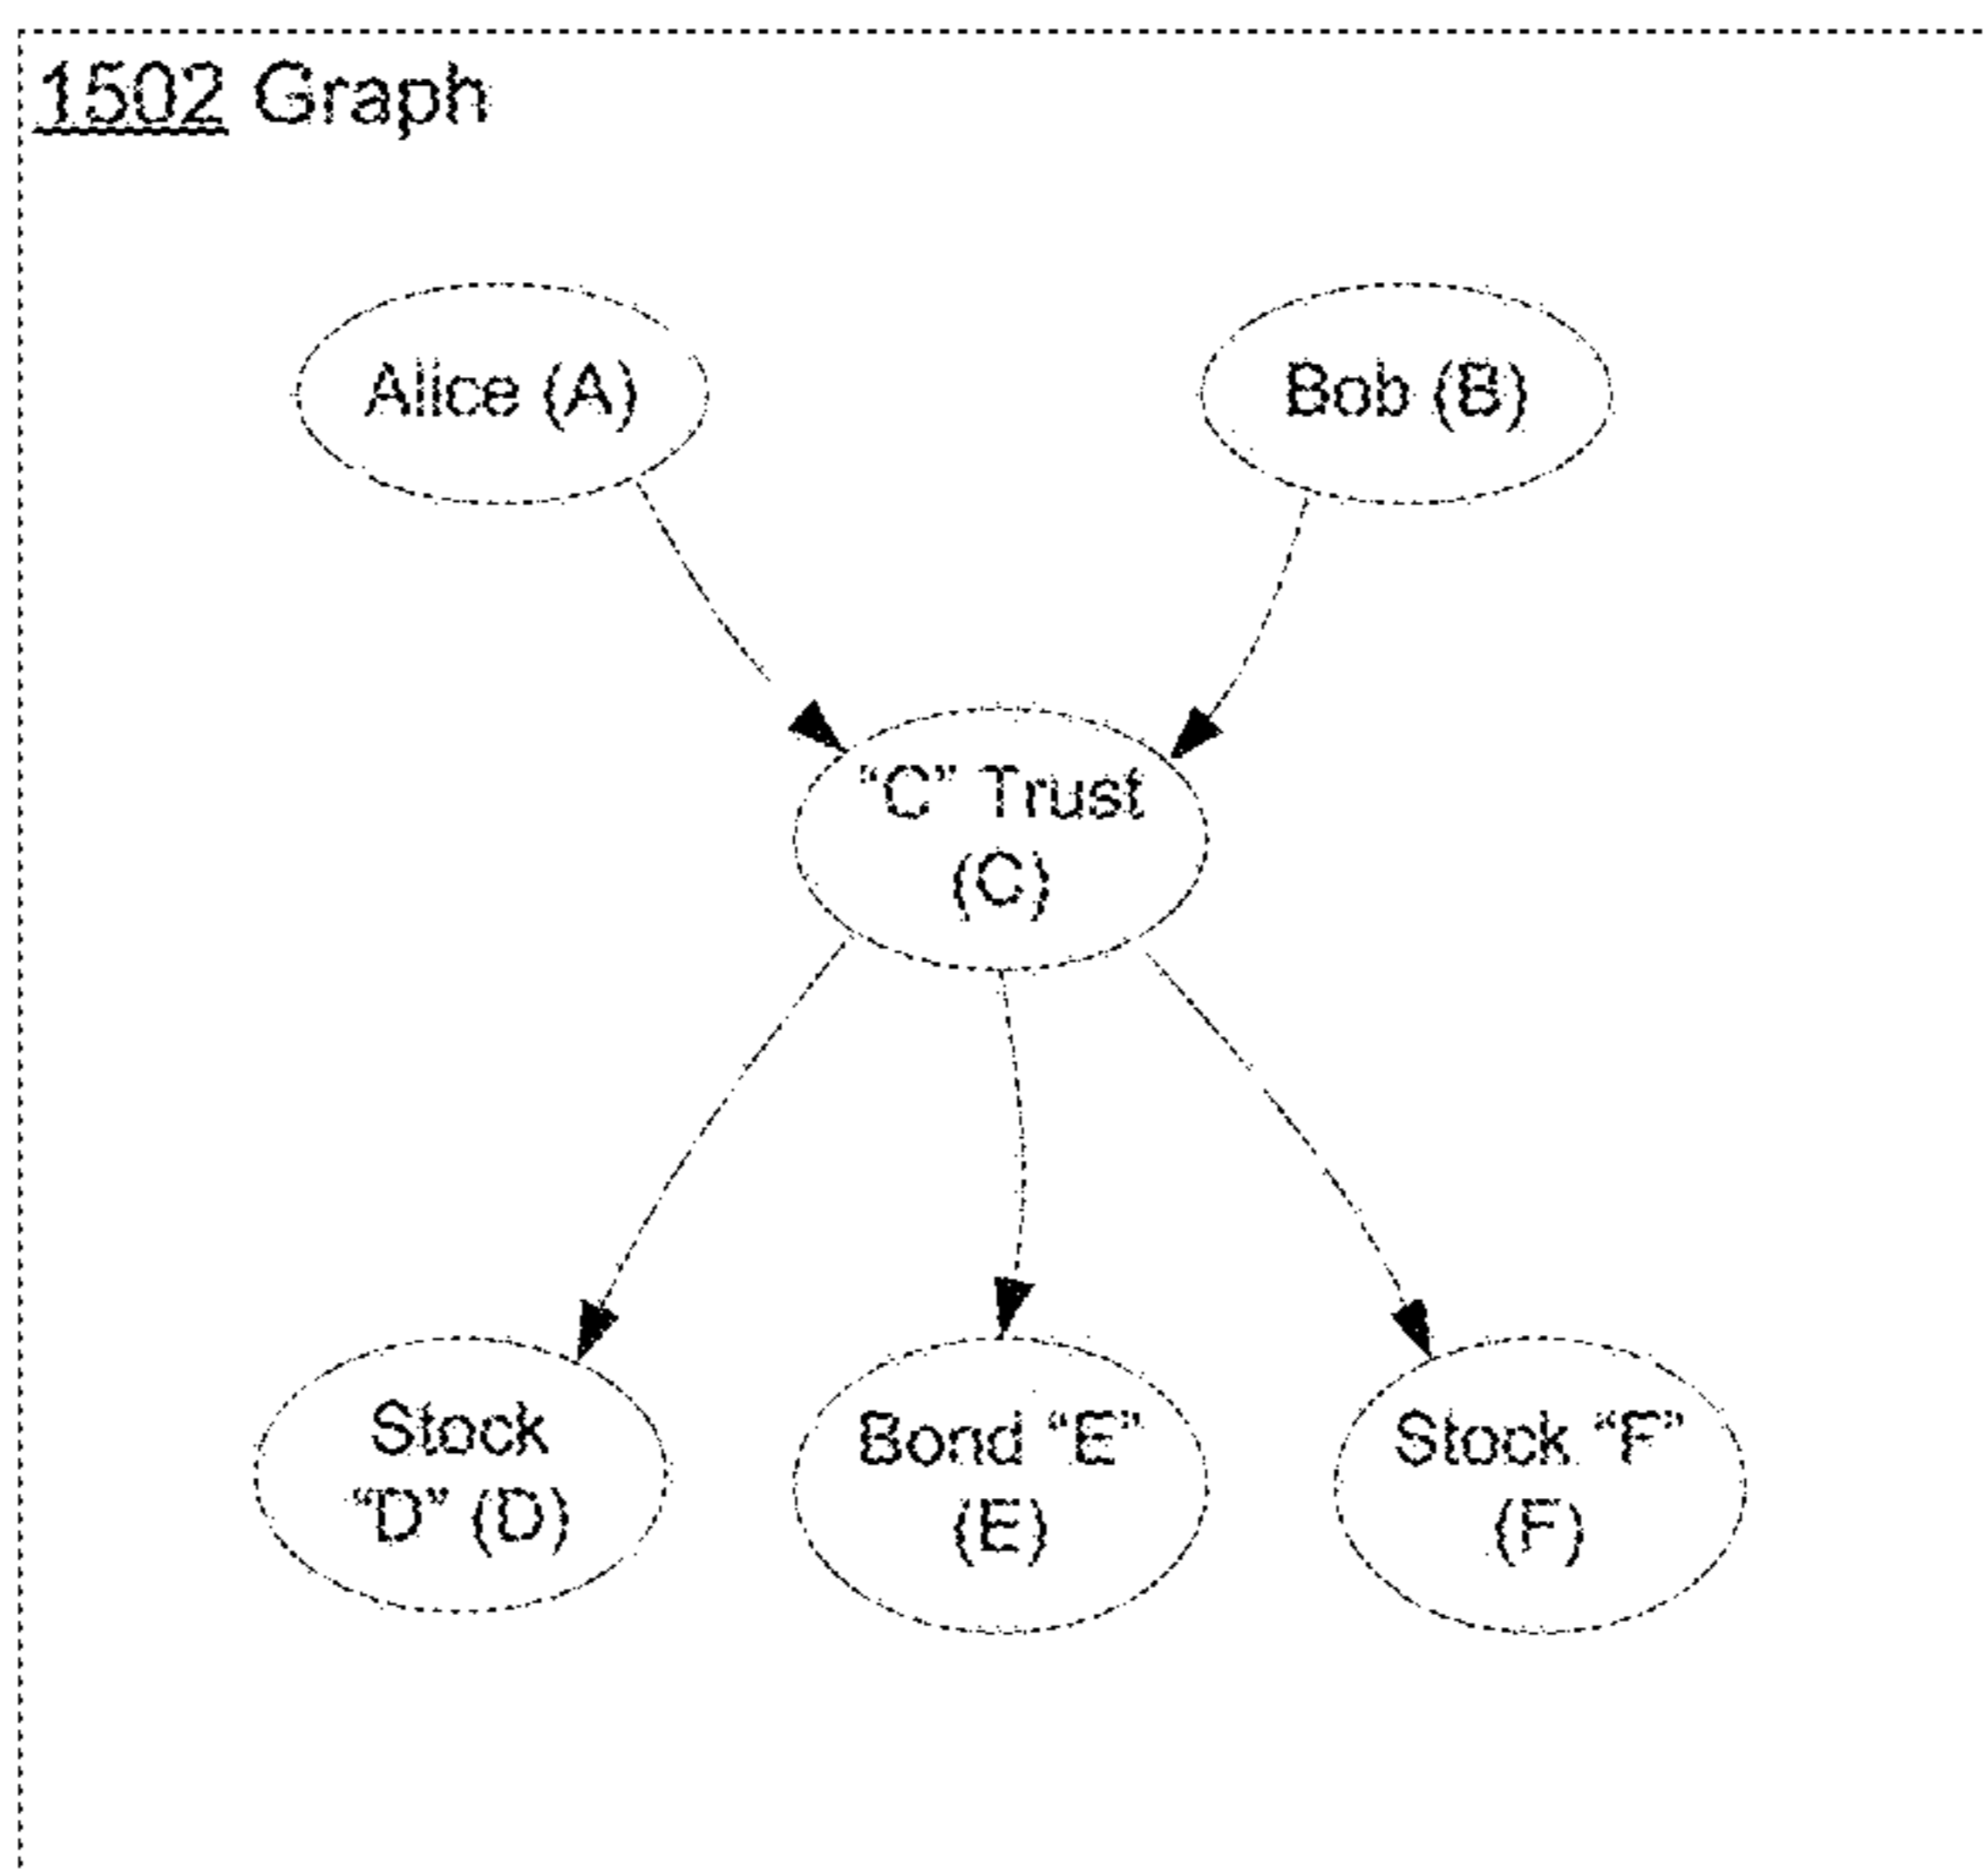 1502 Graph
Alice (A)
Bob (B)
“C” Trust
(C)
Stock
“D” (D)
Bond “E”
(E)
Stock “F”
(F)